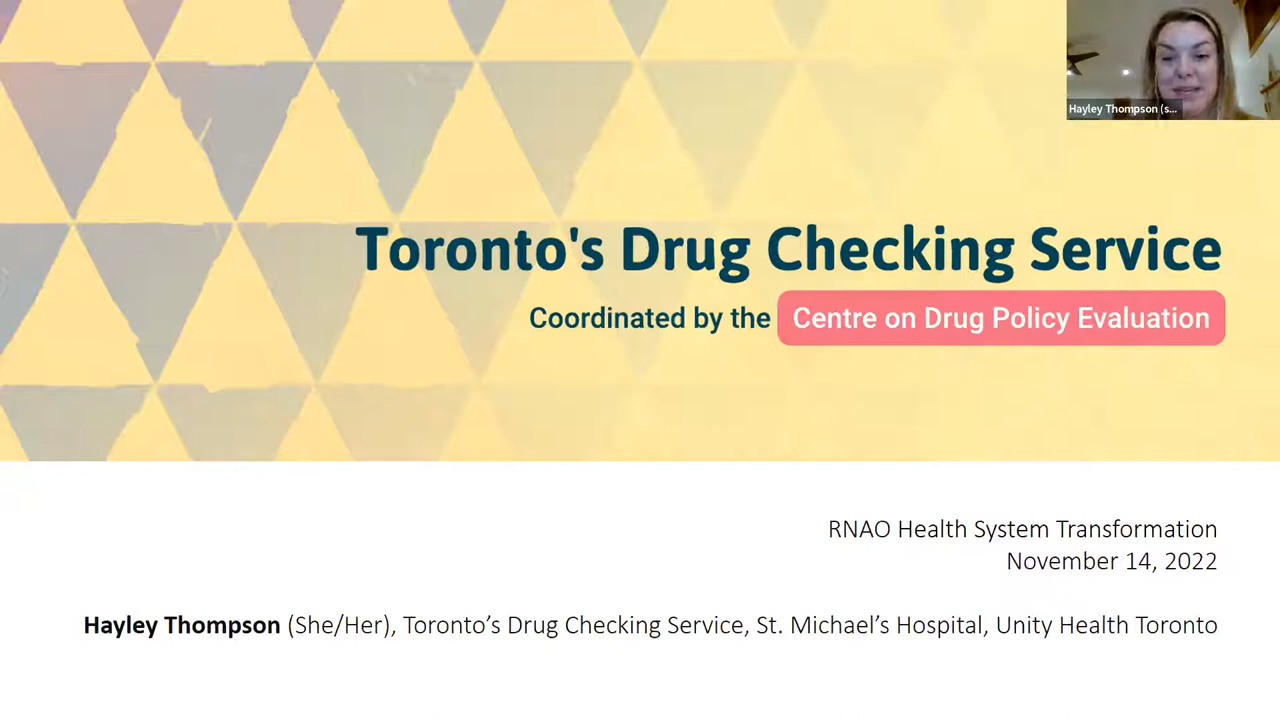 Hayley Thompson (s...
Toronto's Drug Checking Service
Coordinated by the Centre on Drug Policy Evaluation
RNAO Health System Transformation
November 14, 2022
Hayley Thompson (She/Her), Toronto’s Drug Checking Service, St. Michael’s Hospital, Unity Health Toronto